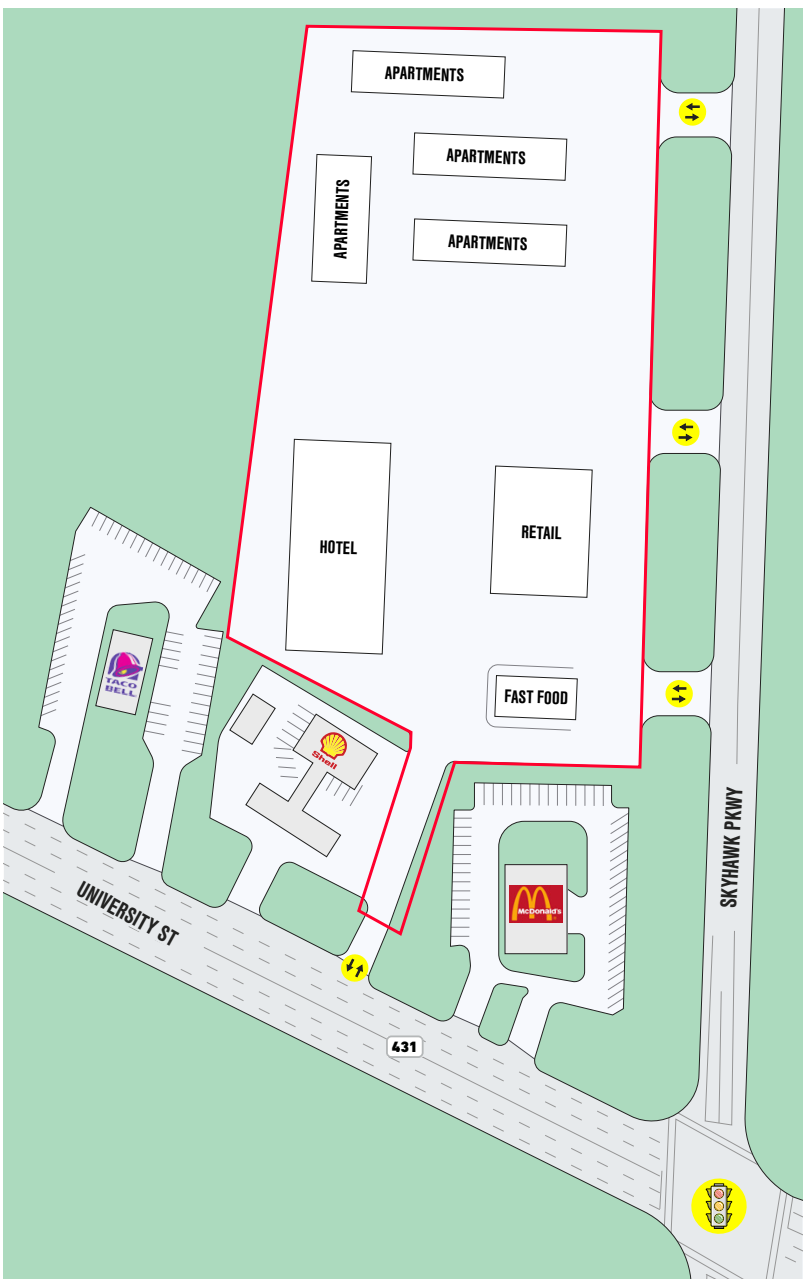 APARTMENTS
APARTMENTS
APARTMENTS
APARTMENTS
HOTEL
RETAIL
FAST FOOD
TACO
BELL
Shell
McDonald's
UNIVERSITY ST
SKYHAWK PKWY
431